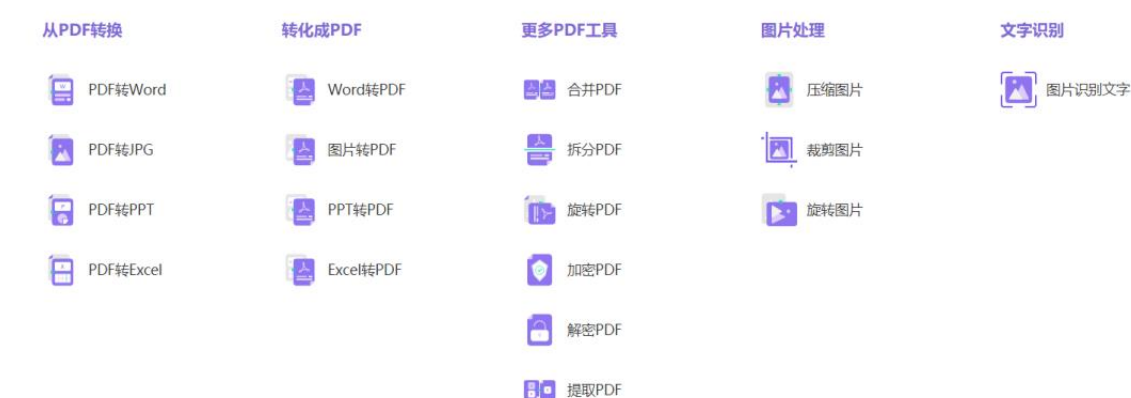 从PDF转换
PDF转Word
PDF转JPG
PDF转PPT
PDF转Excel
转化成PDF
Word转PDF
图片转PDF
PPT转PDF
Excel转PDF
更多PDF工具
合并PDF
拆分PDF
旋转PDF
加密PDF
解密PDF
提取PDF
图片处理
压缩图片
裁剪图片
旋转图片
文字识别
图片识别文字